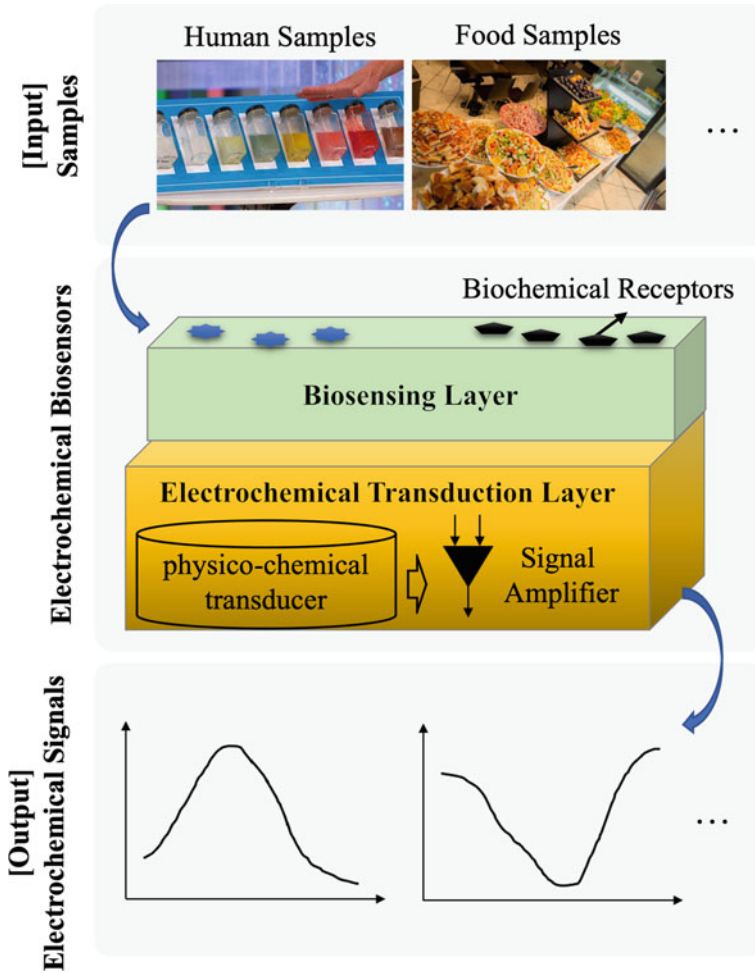 [Input]
Samples
Human Samples
Food Samples
...
Electrochemical Biosensors
Biochemical Receptors
Biosensing Layer
Electrochemical Transduction Layer
physico-chemical
transducer
Signal
Amplifier
[Output]
Electrochemical Signals
...